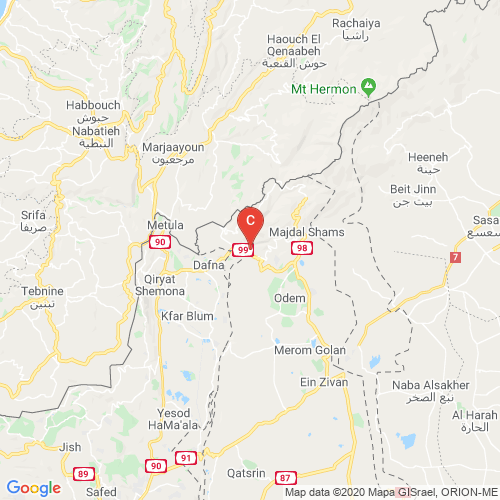 Rachaiya
راشيا
Haouch El
Qenaabeh
حوش القنعبة
Mt Hermon
Habbouch
حبوش
Nabatieh
النبطية
Marjaayoun
مرجعيون
Heeneh
حينة
Beit Jinn
بيت جن
Srifa
صريفا
Metula
90
C
99
Majdal Shams
98
Sasa
سعسع
7
Dafna
Qiryat
Shemona
Tebnine
تبنين
Odem
Kfar Blum
Merom Golan
Ein Zivan
Naba Alsakher
نبع الصخر
Yesod
HaMa'ala
Al Harah
الحارة
Jish
91
90
89
Qatsrin
87
Safed
Google
Map data ©2020 Mapa GISrael, ORION-ME